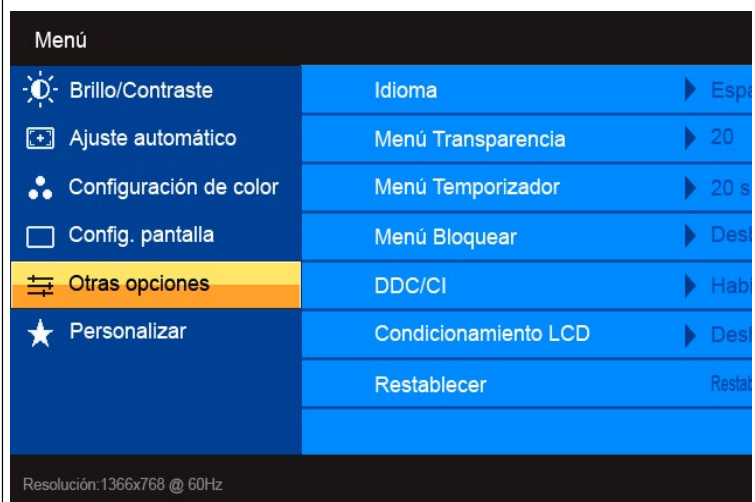 Menú
Brillo/Contraste
Ajuste automático
Configuración de color
Config. pantalla
Otras opciones
Personalizar
Idioma
Menú Transparencia 20
Menú Temporizador 20
Menú Bloquear
DDC/CI
Condicionamiento LCD
Restablecer
Resolución:1366x768 @ 60Hz